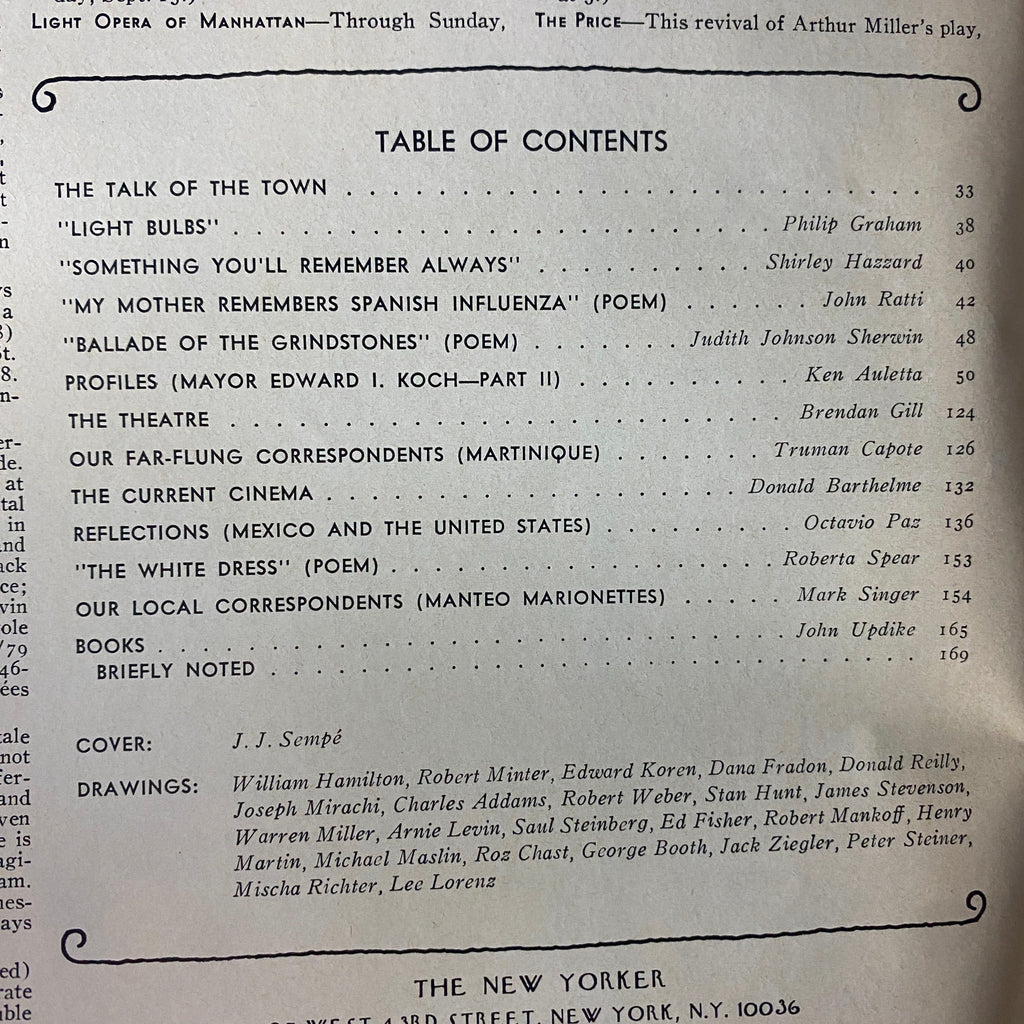 LIGHT OPERA OF MANHATTAN—Through Sunday,
THE PRICE—This revival of Arthur Miller's play,
TABLE OF CONTENTS
THE TALK OF THE TOWN . . . . . . . . . . . . . . . . . . . . . . . . . . . . 33
"LIGHT BULBS" . . . . . . . . . . . . . . . . . . . . . . . Philip Graham 38
"SOMETHING YOU'LL REMEMBER ALWAYS" . . . . . . . . . . Shirley Hazzard 40
"MY MOTHER REMEMBERS SPANISH INFLUENZA" (POEM) . . . . . . John Ratti 42
"BALLADE OF THE GRINDSTONES" (POEM) . . . . . . . Judith Johnson Sherwin 48
PROFILES (MAYOR EDWARD I. KOCH—PART II) . . . . . . . . . . Ken Auletta 50
THE THEATRE . . . . . . . . . . . . . . . . . . . . . . . . Brendan Gill 124
OUR FAR-FLUNG CORRESPONDENTS (MARTINIQUE) . . . . . . . Truman Capote 126
THE CURRENT CINEMA . . . . . . . . . . . . . . . . . . . Donald Barthelme 132
REFLECTIONS (MEXICO AND THE UNITED STATES) . . . . . . . . . Octavio Paz 136
"THE WHITE DRESS" (POEM) . . . . . . . . . . . . . . . . . Roberta Spear 153
OUR LOCAL CORRESPONDENTS (MANTEO MARIONETTES) . . . . . Mark Singer 154
BOOKS . . . . . . . . . . . . . . . . . . . . . . . . . . . John Updike 165
BRIEFLY NOTED . . . . . . . . . . . . . . . . . . . . . . . . . . . . 169
COVER: J. J. Sempé
DRAWINGS: William Hamilton, Robert Minter, Edward Koren, Dana Fradon, Donald Reilly,
Joseph Mirachi, Charles Addams, Robert Weber, Stan Hunt, James Stevenson,
Warren Miller, Arnie Levin, Saul Steinberg, Ed Fisher, Robert Mankoff, Henry
Martin, Michael Maslin, Roz Chast, George Booth, Jack Ziegler, Peter Steiner,
Mischa Richter, Lee Lorenz
THE NEW YORKER
WEST 43RD STREET, NEW YORK, N.Y. 10036